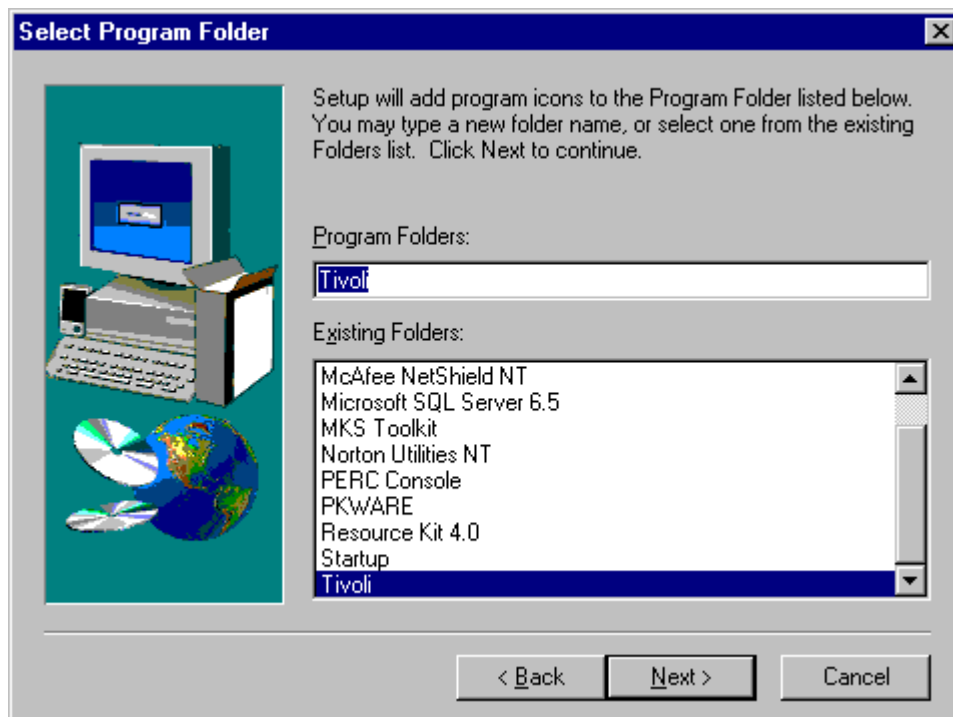 Select Program Folder
Setup will add program icons to the Program Folder listed below.
You may type a new folder name, or select one from the existing
Folders list.  Click Next to continue.
Program Folders:
Tivoli
Existing Folders:
McAfee NetShield NT
Microsoft SQL Server 6.5
MKS Toolkit
Norton Utilities NT
PERC Console
PKWARE
Resource Kit 4.0
Startup
Tivoli
< Back
Next >
Cancel